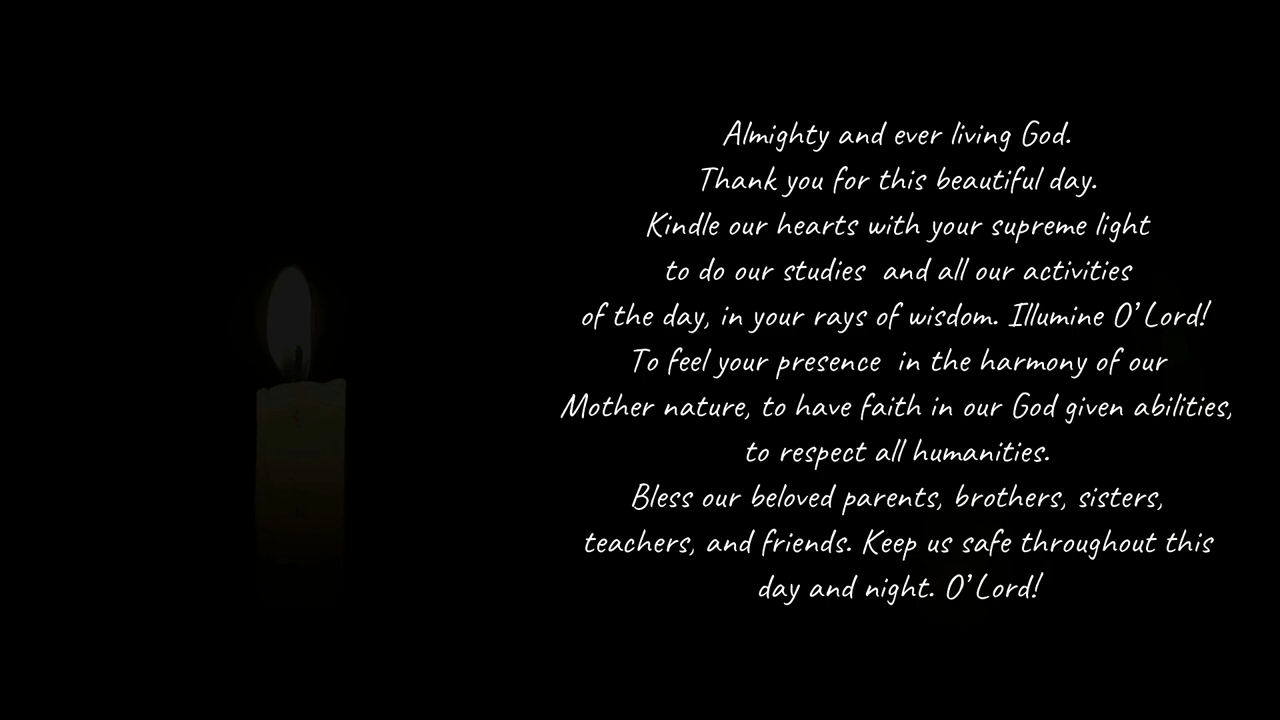 Almighty and ever living God.
Thank you for this beautiful day.
Kindle our hearts with your supreme light
to do our studies and all our activities
of the day, in your rays of wisdom. Illumine O' Lord!
To feel your presence in the harmony of our
Mother nature, to have faith in our God given abilities,
to respect all humanities.
Bless our beloved parents, brothers, sisters,
teachers, and friends. Keep us safe throughout this
day and night. O' Lord!